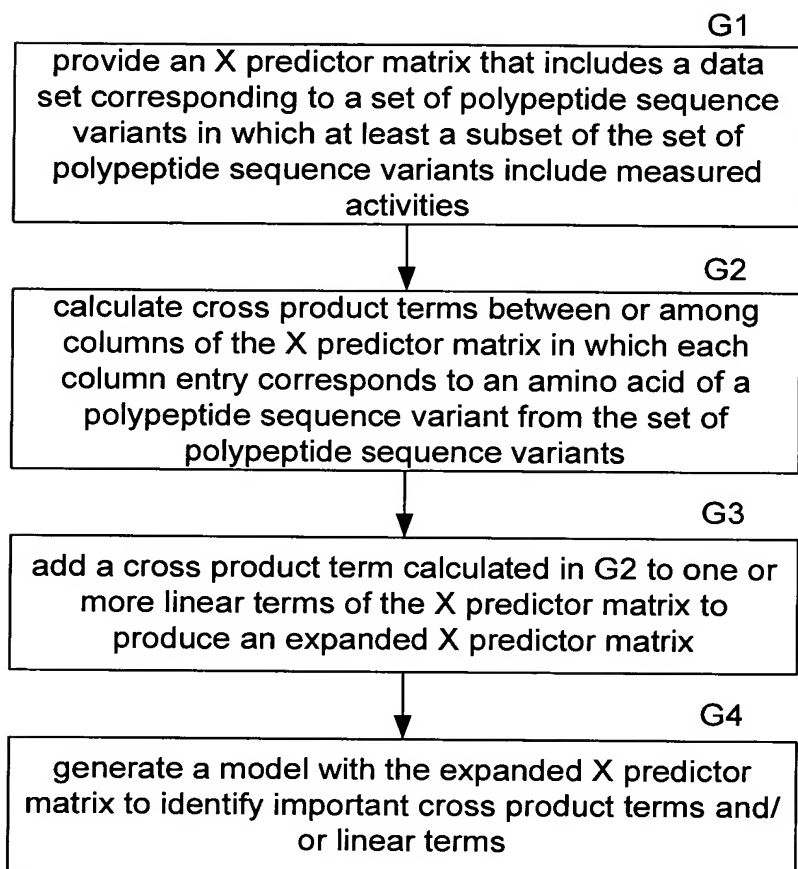 G1
provide an X predictor matrix that includes a data
set corresponding to a set of polypeptide sequence
variants in which at least a subset of the set of
polypeptide sequence variants include measured
activities
G2
calculate cross product terms between or among
columns of the X predictor matrix in which each
column entry corresponds to an amino acid of a
polypeptide sequence variant from the set of
polypeptide sequence variants
G3
add a cross product term calculated in G2 to one or
more linear terms of the X predictor matrix to
produce an expanded X predictor matrix
G4
generate a model with the expanded X predictor
matrix to identify important cross product terms and/
or linear terms